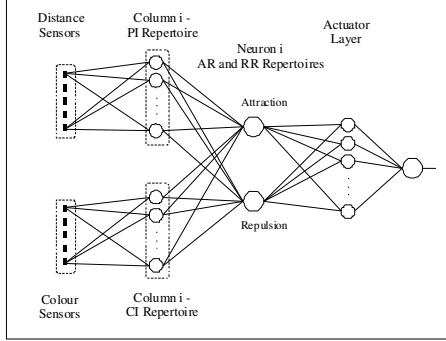 Distance
Sensors
Column i -
PI Repertoire
Neuron i
AR and RR Repertoires
Actuator
Layer
Attraction
Repulsion
Colour
Sensors
Column i -
CI Repertoire